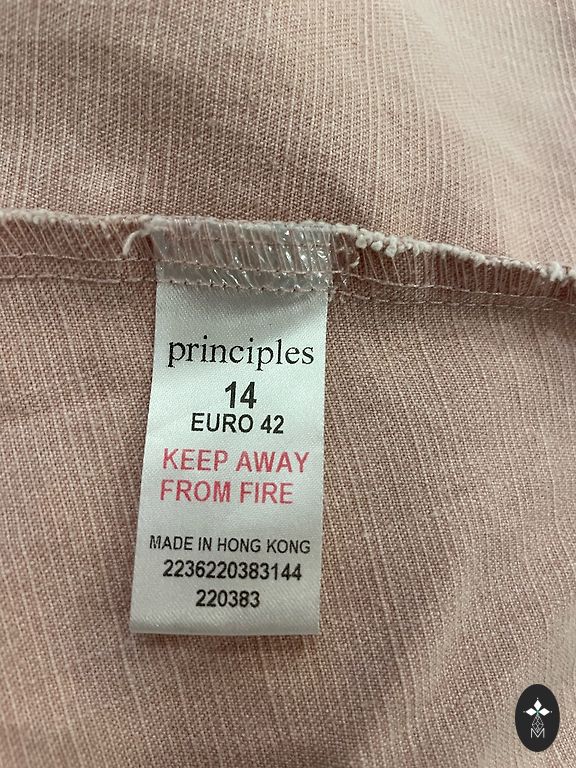 principles
14
EURO 42
KEEP AWAY
FROM FIRE
MADE IN HONG KONG
2236220383144
220383
M